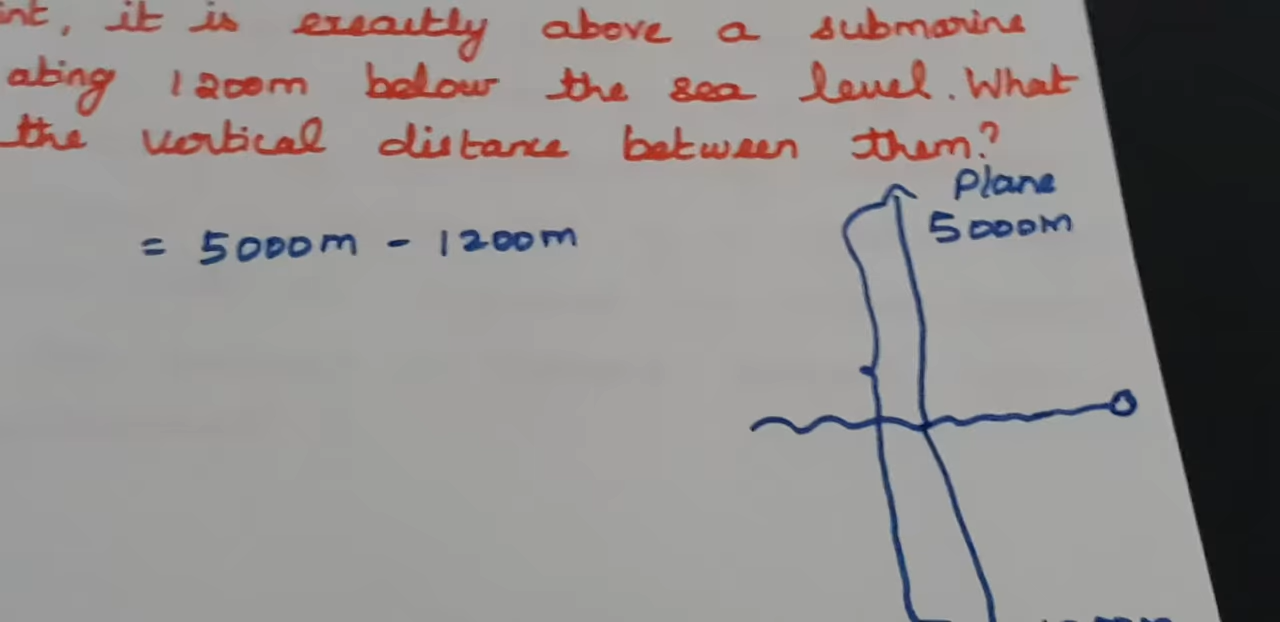 int, it is exactly above a submarine
ating 1200m below the sea level. What
the vertical distance between them?
Plane
5000m
= 5000m - 1200m
0